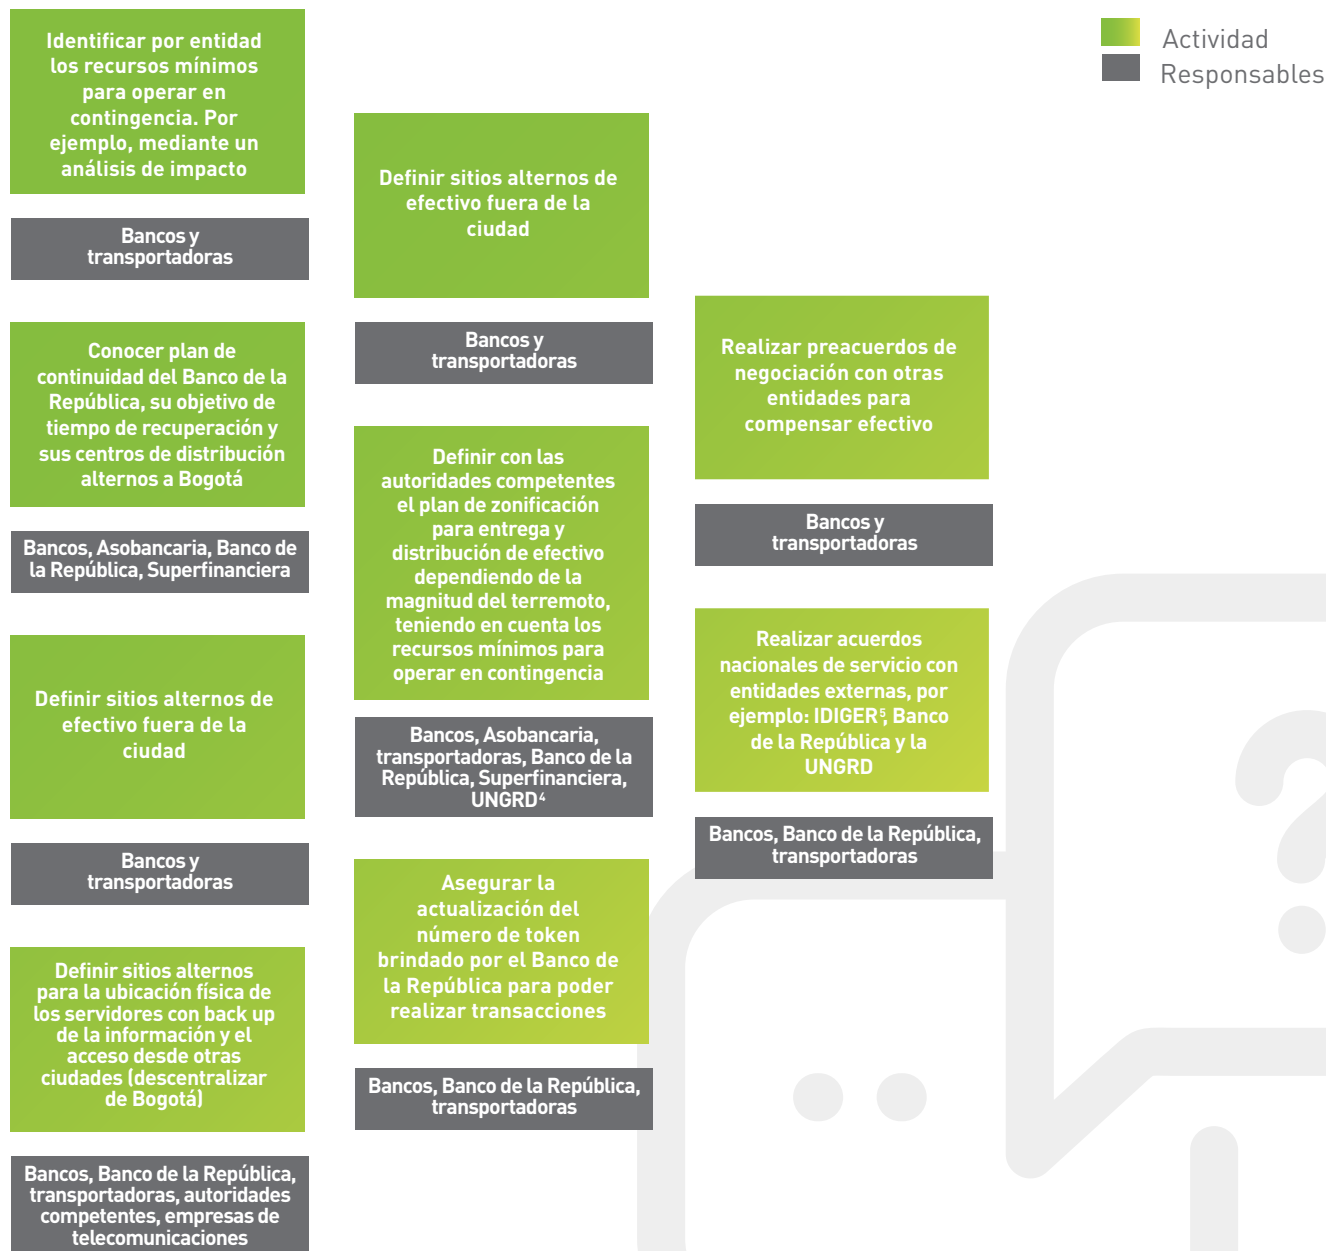 Identificar por entidad
los recursos mínimos
para operar en
contingencia. Por
ejemplo, mediante un
análisis de impacto
Bancos y
transportadoras
Conocer plan de
continuidad del Banco de la
República, su objetivo de
tiempo de recuperación y
sus centros de distribución
alternos a Bogotá
Bancos, Asobancaria, Banco de
la República, Superfinanciera
Definir sitios alternos de
efectivo fuera de la
ciudad
Bancos y
transportadoras
Definir sitios alternos
para la ubicación física de
los servidores con back up
de la información y el
acceso desde otras
ciudades (descentralizar
de Bogotá)
Bancos, Banco de la República,
transportadoras, autoridades
competentes, empresas de
telecomunicaciones
Definir sitios alternos de
efectivo fuera de la
ciudad
Bancos y
transportadoras
Definir con las
autoridades competentes
el plan de zonificación
para entrega y
distribución de efectivo
dependiendo de la
magnitud del terremoto,
teniendo en cuenta los
recursos mínimos para
operar en contingencia
Bancos, Asobancaria,
transportadoras, Banco de la
República, Superfinanciera,
UNGRD⁴
Asegurar la
actualización del
número de token
brindado por el Banco de
la República para poder
realizar transacciones
Bancos, Banco de la República,
transportadoras
Realizar preacuerdos de
negociación con otras
entidades para
compensar efectivo
Bancos y
transportadoras
Realizar acuerdos
nacionales de servicio con
entidades externas, por
ejemplo: IDIGER⁵, Banco
de la República y la
UNGRD
Bancos, Banco de la República,
transportadoras
Actividad
Responsables